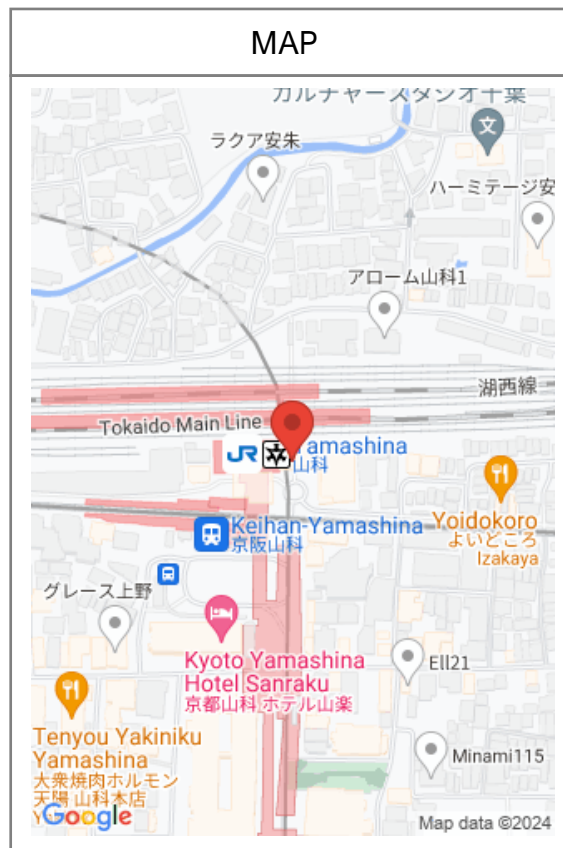 MAP
カルチャースタジオ千葉
ラクア安朱
ハーミテージ安
アローム山科1
湖西線
Tokaido Main Line
JR
Yamashina
山科
Keihan-Yamashina
京阪山科
Yoidokoro
よいどころ
Izakaya
グレース上野
Kyoto Yamashina
Hotel Sanraku
京都山科 ホテル山楽
Ell21
Tenyou Yakiniku
Yamashina
大衆焼肉ホルモン
天陽 山科本店
Minami115
Google
Map data ©2024